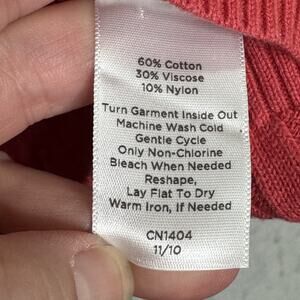 60% Cotton
30% Viscose
10% Nylon
Turn Garment Inside Out
Machine Wash Cold
Gentle Cycle
Only Non-Chlorine
Bleach When Needed
Reshape,
Lay Flat To Dry
Warm Iron, If Needed
CN1404
11/10